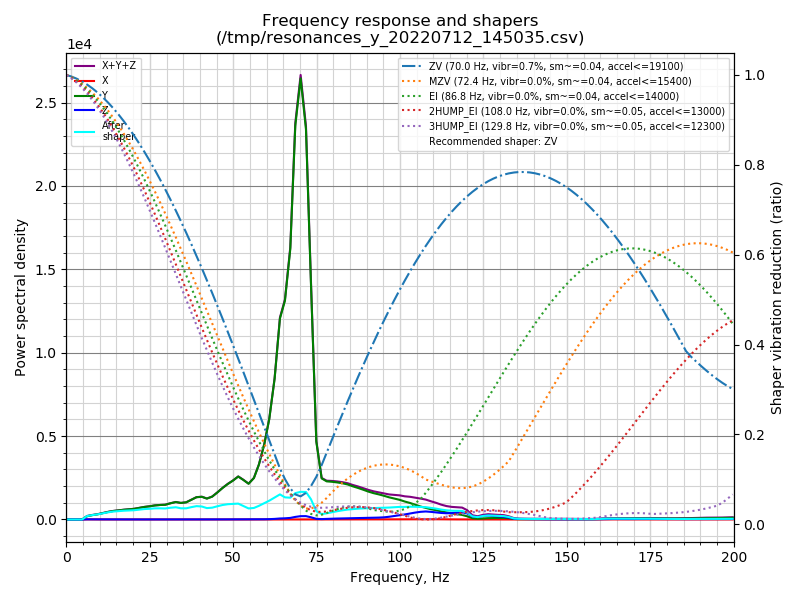 Frequency response and shapers
(/tmp/resonances_y_20220712_145035.csv)
1e4
X+Y+Z
X
Y
Z
After
shaper
ZV (70.0 Hz, vibr=0.7%, sm~=0.04, accel<=19100)
MZV (72.4 Hz, vibr=0.0%, sm~=0.04, accel<=15400)
EI (86.8 Hz, vibr=0.0%, sm~=0.04, accel<=14000)
2HUMP_EI (108.0 Hz, vibr=0.0%, sm~=0.05, accel<=13000)
3HUMP_EI (129.8 Hz, vibr=0.0%, sm~=0.05, accel<=12300)
Recommended shaper: ZV
Power spectral density
2.5
2.0
1.5
1.0
0.5
0.0
1.0
0.8
0.6
0.4
0.2
0.0
Shaper vibration reduction (ratio)
0 25 50 75 100 125 150 175 200
Frequency, Hz